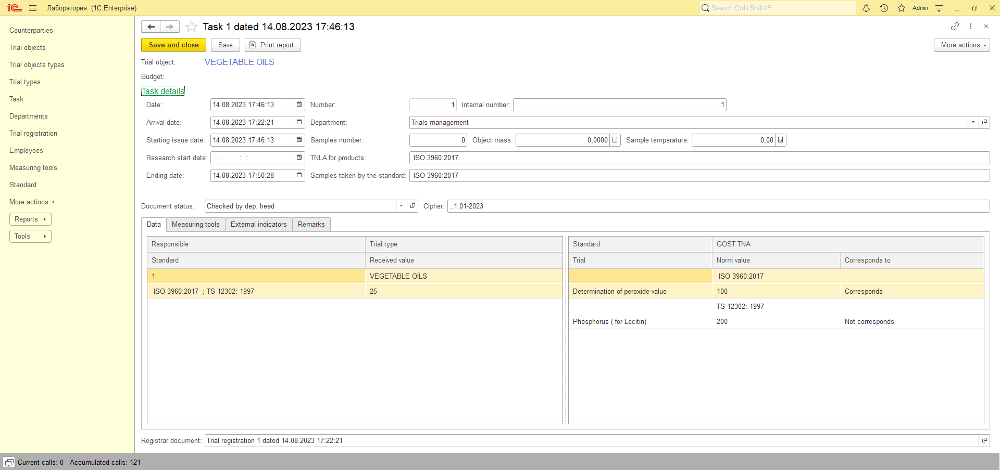 1C Лаборатория (1C:Enterprise) Search Ctrl+Shift+F Admin
Counterparties
Trial objects
Trial objects types
Trial types
Task
Departments
Trial registration
Employees
Measuring tools
Standard
More actions
Reports
Tools
Task 1 dated 14.08.2023 17:46:13
Save and close Save Print report More actions
Trial object: VEGETABLE OİLS
Budget:
Task details
Date: 14.08.2023 17:46:13 Number: 1 Internal number: 1
Arrival date: 14.08.2023 17:22:21 Department: Trials management
Starting issue date: 14.08.2023 17:46:13 Samples number: 0 Object mass: 0,0000 Sample temperature: 0,00
Research start date: . . : : TNLA for products: ISO 3960:2017
Ending date: 14.08.2023 17:50:28 Samples taken by the standard: ISO 3960:2017
Document status: Checked by dep. head Cipher: ..1.01-2023
Data Measuring tools External indicators Remarks
Responsible Trial type
Standard Received value
1 VEGETABLE OİLS
ISO 3960:2017 ; TS 12302: 1997 25
Standard GOST TNA
Trial Norm value Corresponds to
ISO 3960:2017
Determination of peroxide value 100 Corresponds
TS 12302: 1997
Phosphorus ( for Lecitin) 200 Not corresponds
Registrar document: Trial registration 1 dated 14.08.2023 17:22:21
Current calls: 0 Accumulated calls: 121